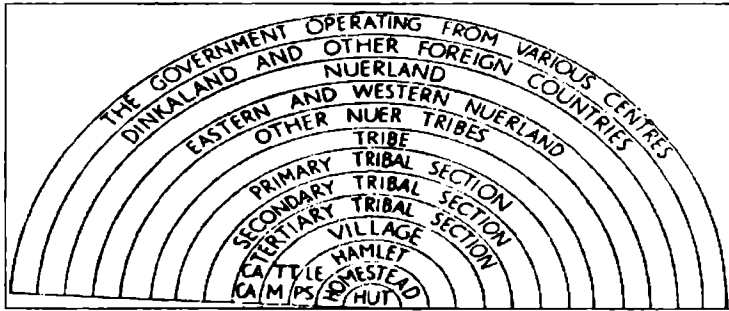 THE GOVERNMENT OPERATING FROM VARIOUS CENTRES
DINKALAND AND OTHER FOREIGN COUNTRIES
NUERLAND
EASTERN AND WESTERN NUERLAND
OTHER NUER TRIBES
TRIBE
PRIMARY TRIBAL SECTION
SECONDARY TRIBAL SECTION
TERTIARY TRIBAL SECTION
VILLAGE
HAMLET
CATTLE
CAMPS
HOMESTEAD
HUT